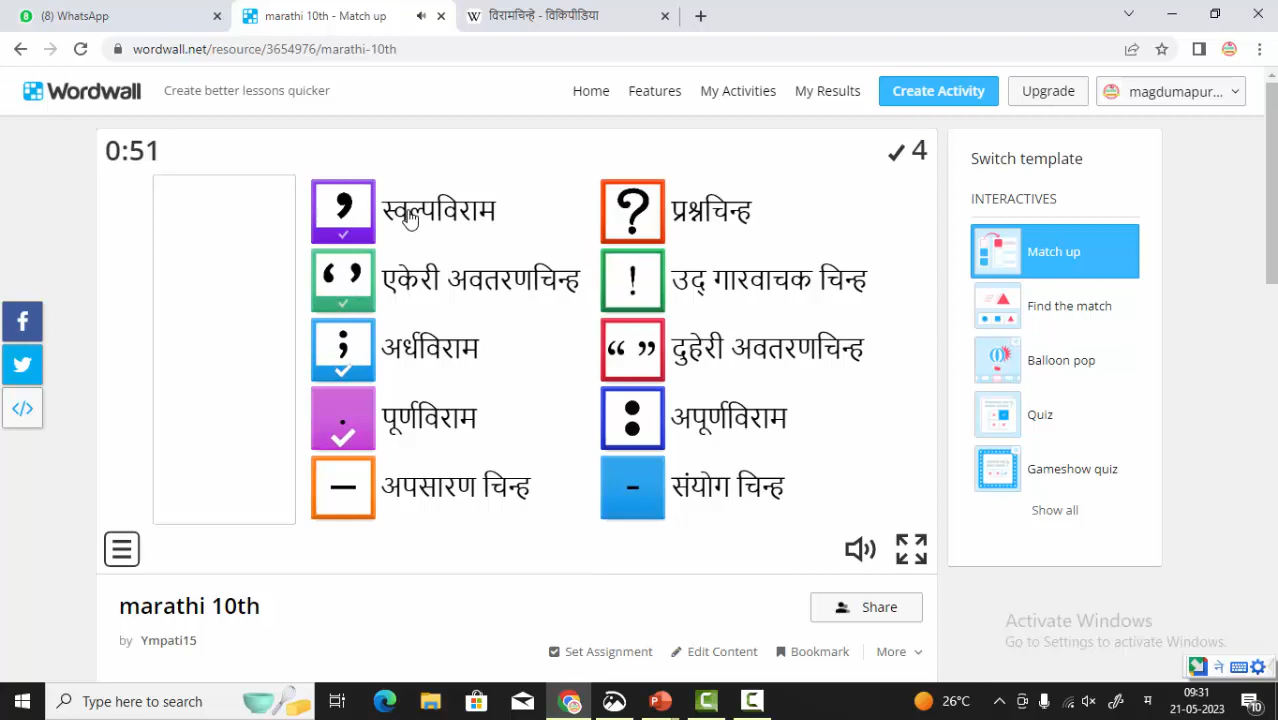 (8) WhatsApp
marathi 10th - Match up
विरामचिन्हे - विकिपीडिया
wordwall.net/resource/3654976/marathi-10th
Wordwall
Create better lessons quicker
Home
Features
My Activities
My Results
Create Activity
Upgrade
magdumapur...
0:51
4
, स्वल्पविराम
? प्रश्नचिन्ह
‘ ’ एकेरी अवतरणचिन्ह
! उद् गारवाचक चिन्ह
; अर्धविराम
“ ” दुहेरी अवतरणचिन्ह
. पूर्णविराम
: अपूर्णविराम
– अपसारण चिन्ह
- संयोग चिन्ह
Switch template
INTERACTIVES
Match up
Find the match
Balloon pop
Quiz
Gameshow quiz
Show all
marathi 10th
by Ympati15
Share
Set Assignment
Edit Content
Bookmark
More
Activate Windows
Go to Settings to activate Windows.
ने
Type here to search
26°C
म
09:31
21-05-2023
10